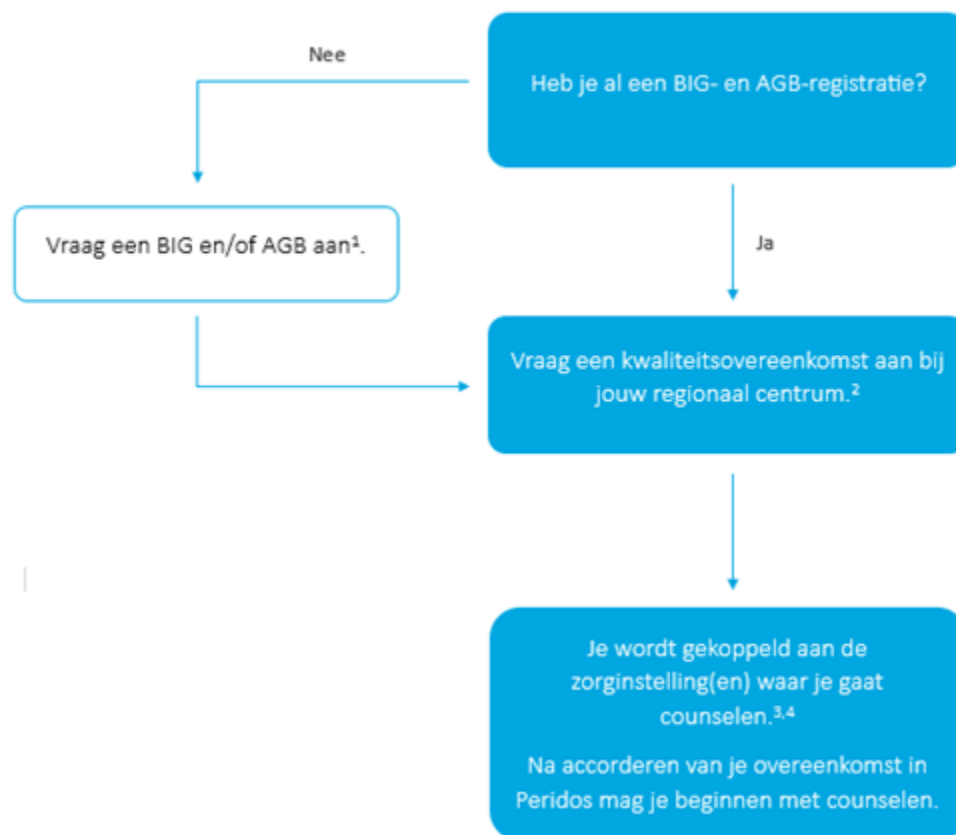 Heb je al een BIG- en AGB-registratie?
Nee
Vraag een BIG en/of AGB aan¹.
Ja
Vraag een kwaliteitsovereenkomst aan bij
jouw regionaal centrum.²
Je wordt gekoppeld aan de
zorginstelling(en) waar je gaat
counselen.³,⁴
Na accorderen van je overeenkomst in
Peridos mag je beginnen met counselen.